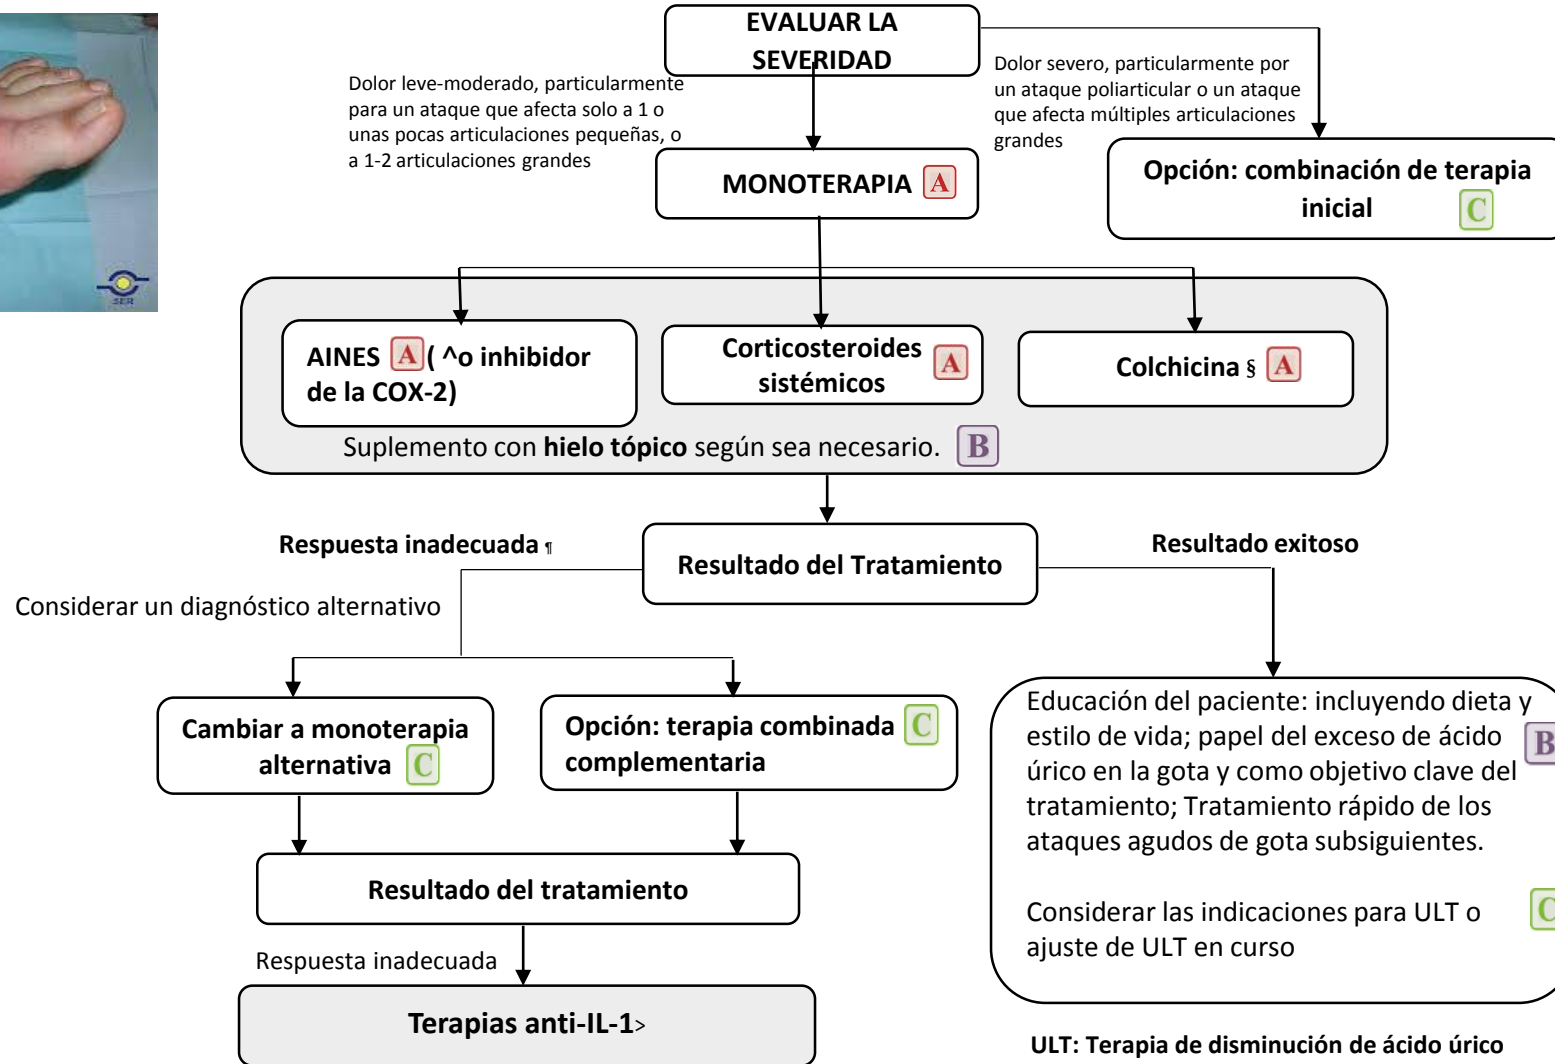 EVALUAR LA
SEVERIDAD
Dolor leve-moderado, particularmente
para un ataque que afecta solo a 1 o
unas pocas articulaciones pequeñas, o
a 1-2 articulaciones grandes
Dolor severo, particularmente por
un ataque poliarticular o un ataque
que afecta múltiples articulaciones
grandes
MONOTERAPIA A
Opción: combinación de terapia
inicial C
SER
AINES A ( ^o inhibidor
de la COX-2)
Corticosteroides
sistémicos A
Colchicina § A
Suplemento con hielo tópico según sea necesario. B
Respuesta inadecuada ¶
Resultado del Tratamiento
Resultado exitoso
Considerar un diagnóstico alternativo
Cambiar a monoterapia
alternativa C
Opción: terapia combinada C
complementaria
Educación del paciente: incluyendo dieta y
estilo de vida; papel del exceso de ácido B
úrico en la gota y como objetivo clave del
tratamiento; Tratamiento rápido de los
ataques agudos de gota subsiguientes.
Considerar las indicaciones para ULT o C
ajuste de ULT en curso
Resultado del tratamiento
Respuesta inadecuada
Terapias anti-IL-1>
ULT: Terapia de disminución de ácido úrico